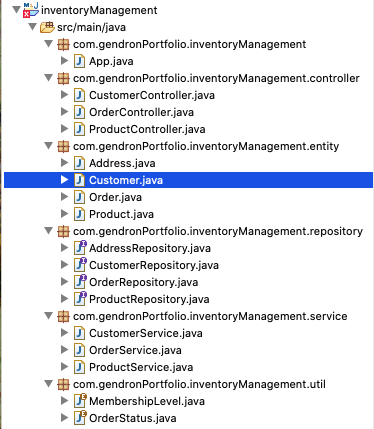 inventoryManagement
src/main/java
com.gendronPortfolio.inventoryManagement
App.java
com.gendronPortfolio.inventoryManagement.controller
CustomerController.java
OrderController.java
ProductController.java
com.gendronPortfolio.inventoryManagement.entity
Address.java
Customer.java
Order.java
Product.java
com.gendronPortfolio.inventoryManagement.repository
AddressRepository.java
CustomerRepository.java
OrderRepository.java
ProductRepository.java
com.gendronPortfolio.inventoryManagement.service
CustomerService.java
OrderService.java
ProductService.java
com.gendronPortfolio.inventoryManagement.util
MembershipLevel.java
OrderStatus.java